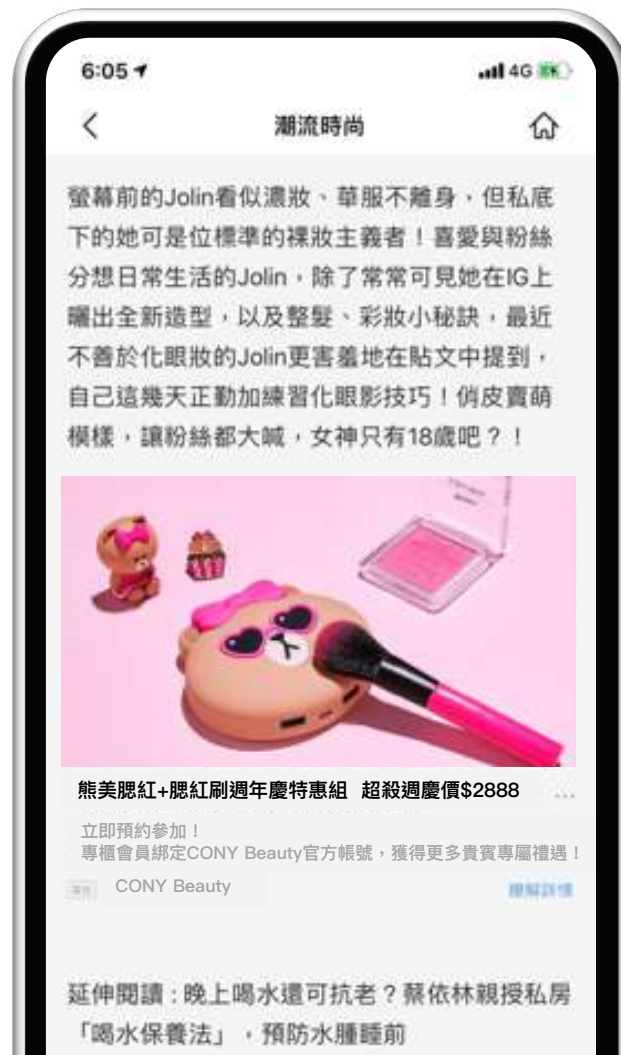 6:05
4G
潮流時尚
螢幕前的Jolin看似濃妝、華服不離身，但私底
下的她可是位標準的裸妝主義者！喜愛與粉絲
分想日常生活的Jolin，除了常常可見她在IG上
曬出全新造型，以及整髮、彩妝小秘訣，最近
不善於化眼妝的Jolin更害羞地在貼文中提到，
自己這幾天正勤加練習化眼影技巧！俏皮賣萌
模樣，讓粉絲都大喊，女神只有18歲吧？！
熊美腮紅+腮紅刷週年慶特惠組 超殺週慶價$2888
立即預約參加！
專櫃會員綁定CONY Beauty官方帳號，獲得更多貴賓專屬禮遇！
CONY Beauty
瞭解詳情
延伸閱讀：晚上喝水還可抗老？蔡依林親授私房
「喝水保養法」，預防水腫睡前